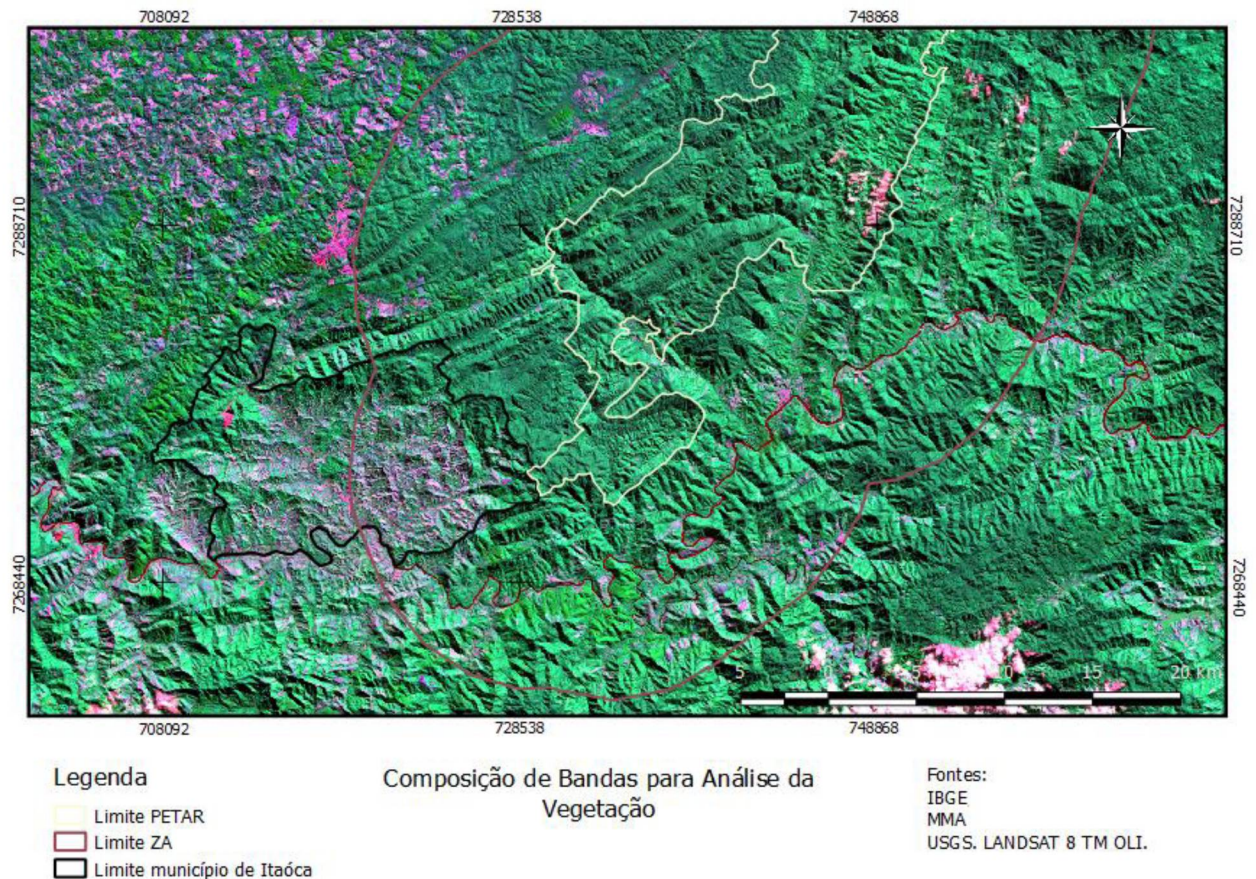 708092 728538 748868
7288710 7288710
7268440 7268440
5 0 5 10 15 20 km
708092 728538 748868
Legenda
Limite PETAR
Limite ZA
Limite município de Itaóca
Composição de Bandas para Análise da
Vegetação
Fontes:
IBGE
MMA
USGS. LANDSAT 8 TM OLI.